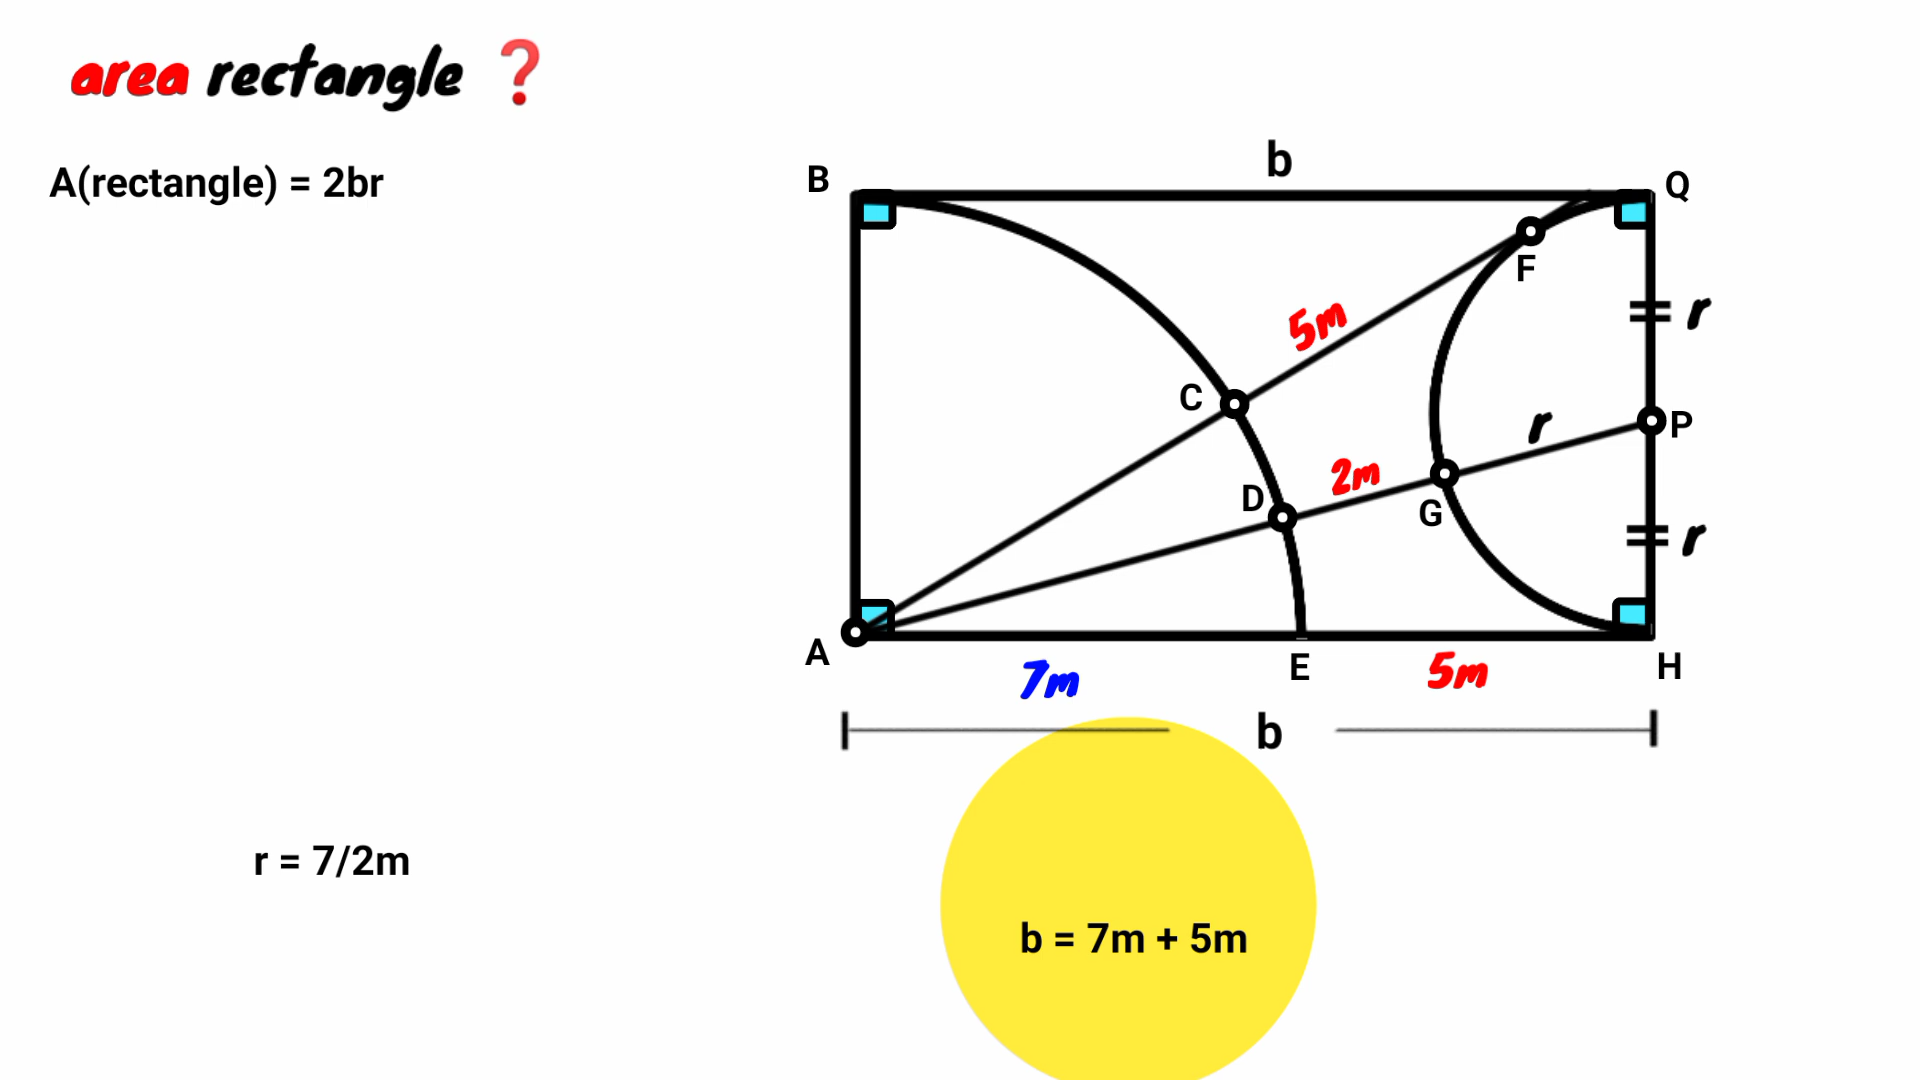 area rectangle ❓
A(rectangle) = 2br
b
B
Q
F
r
5m
C
r
P
2m
D
G
r
A
7m
E
5m
H
b
r = 7/2m
b = 7m + 5m